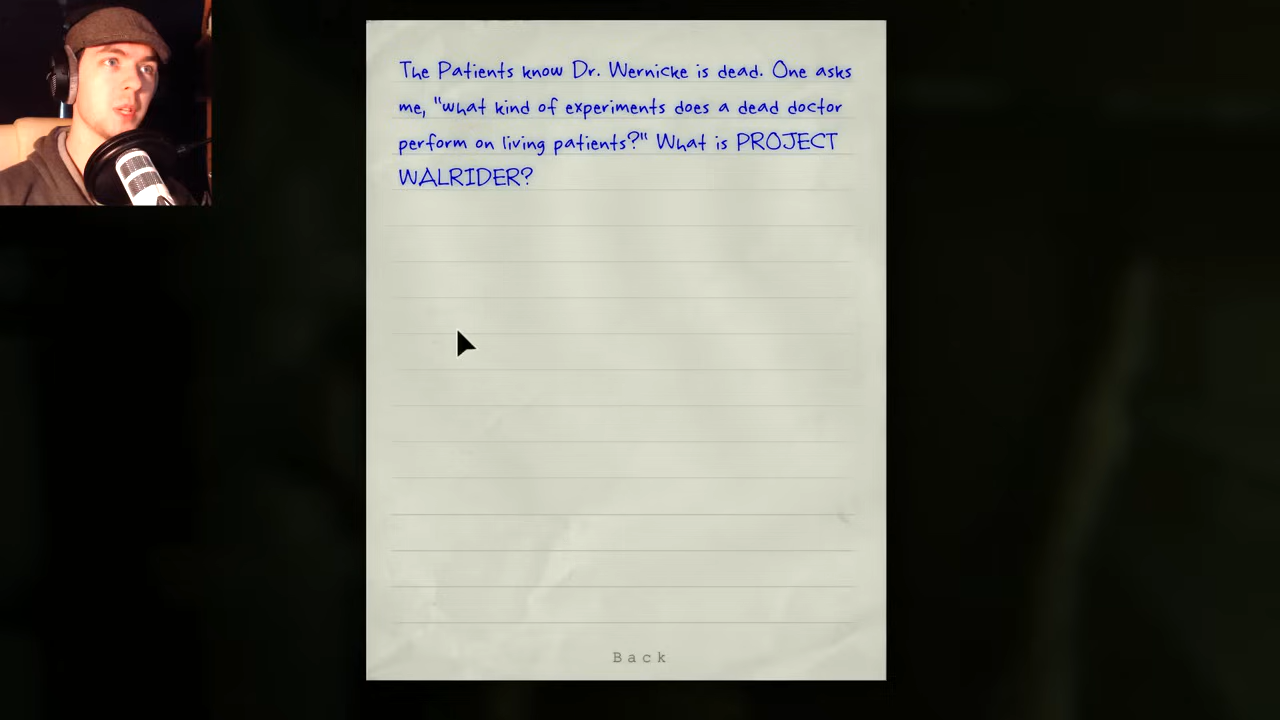 The Patients know Dr. Wernicke is dead. One asks
me, "what kind of experiments does a dead doctor
perform on living patients?" What is PROJECT
WALRIDER?
Back